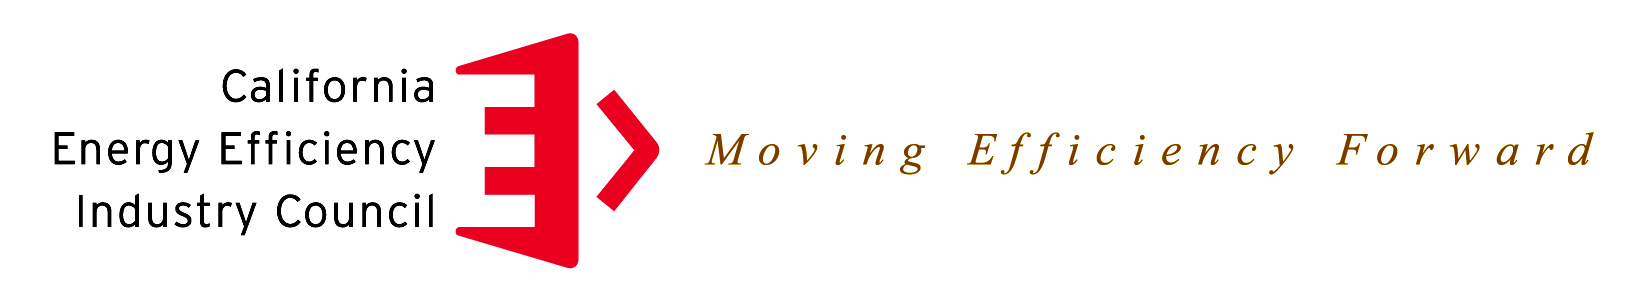 California
Energy Efficiency
Industry Council
Moving Efficiency Forward